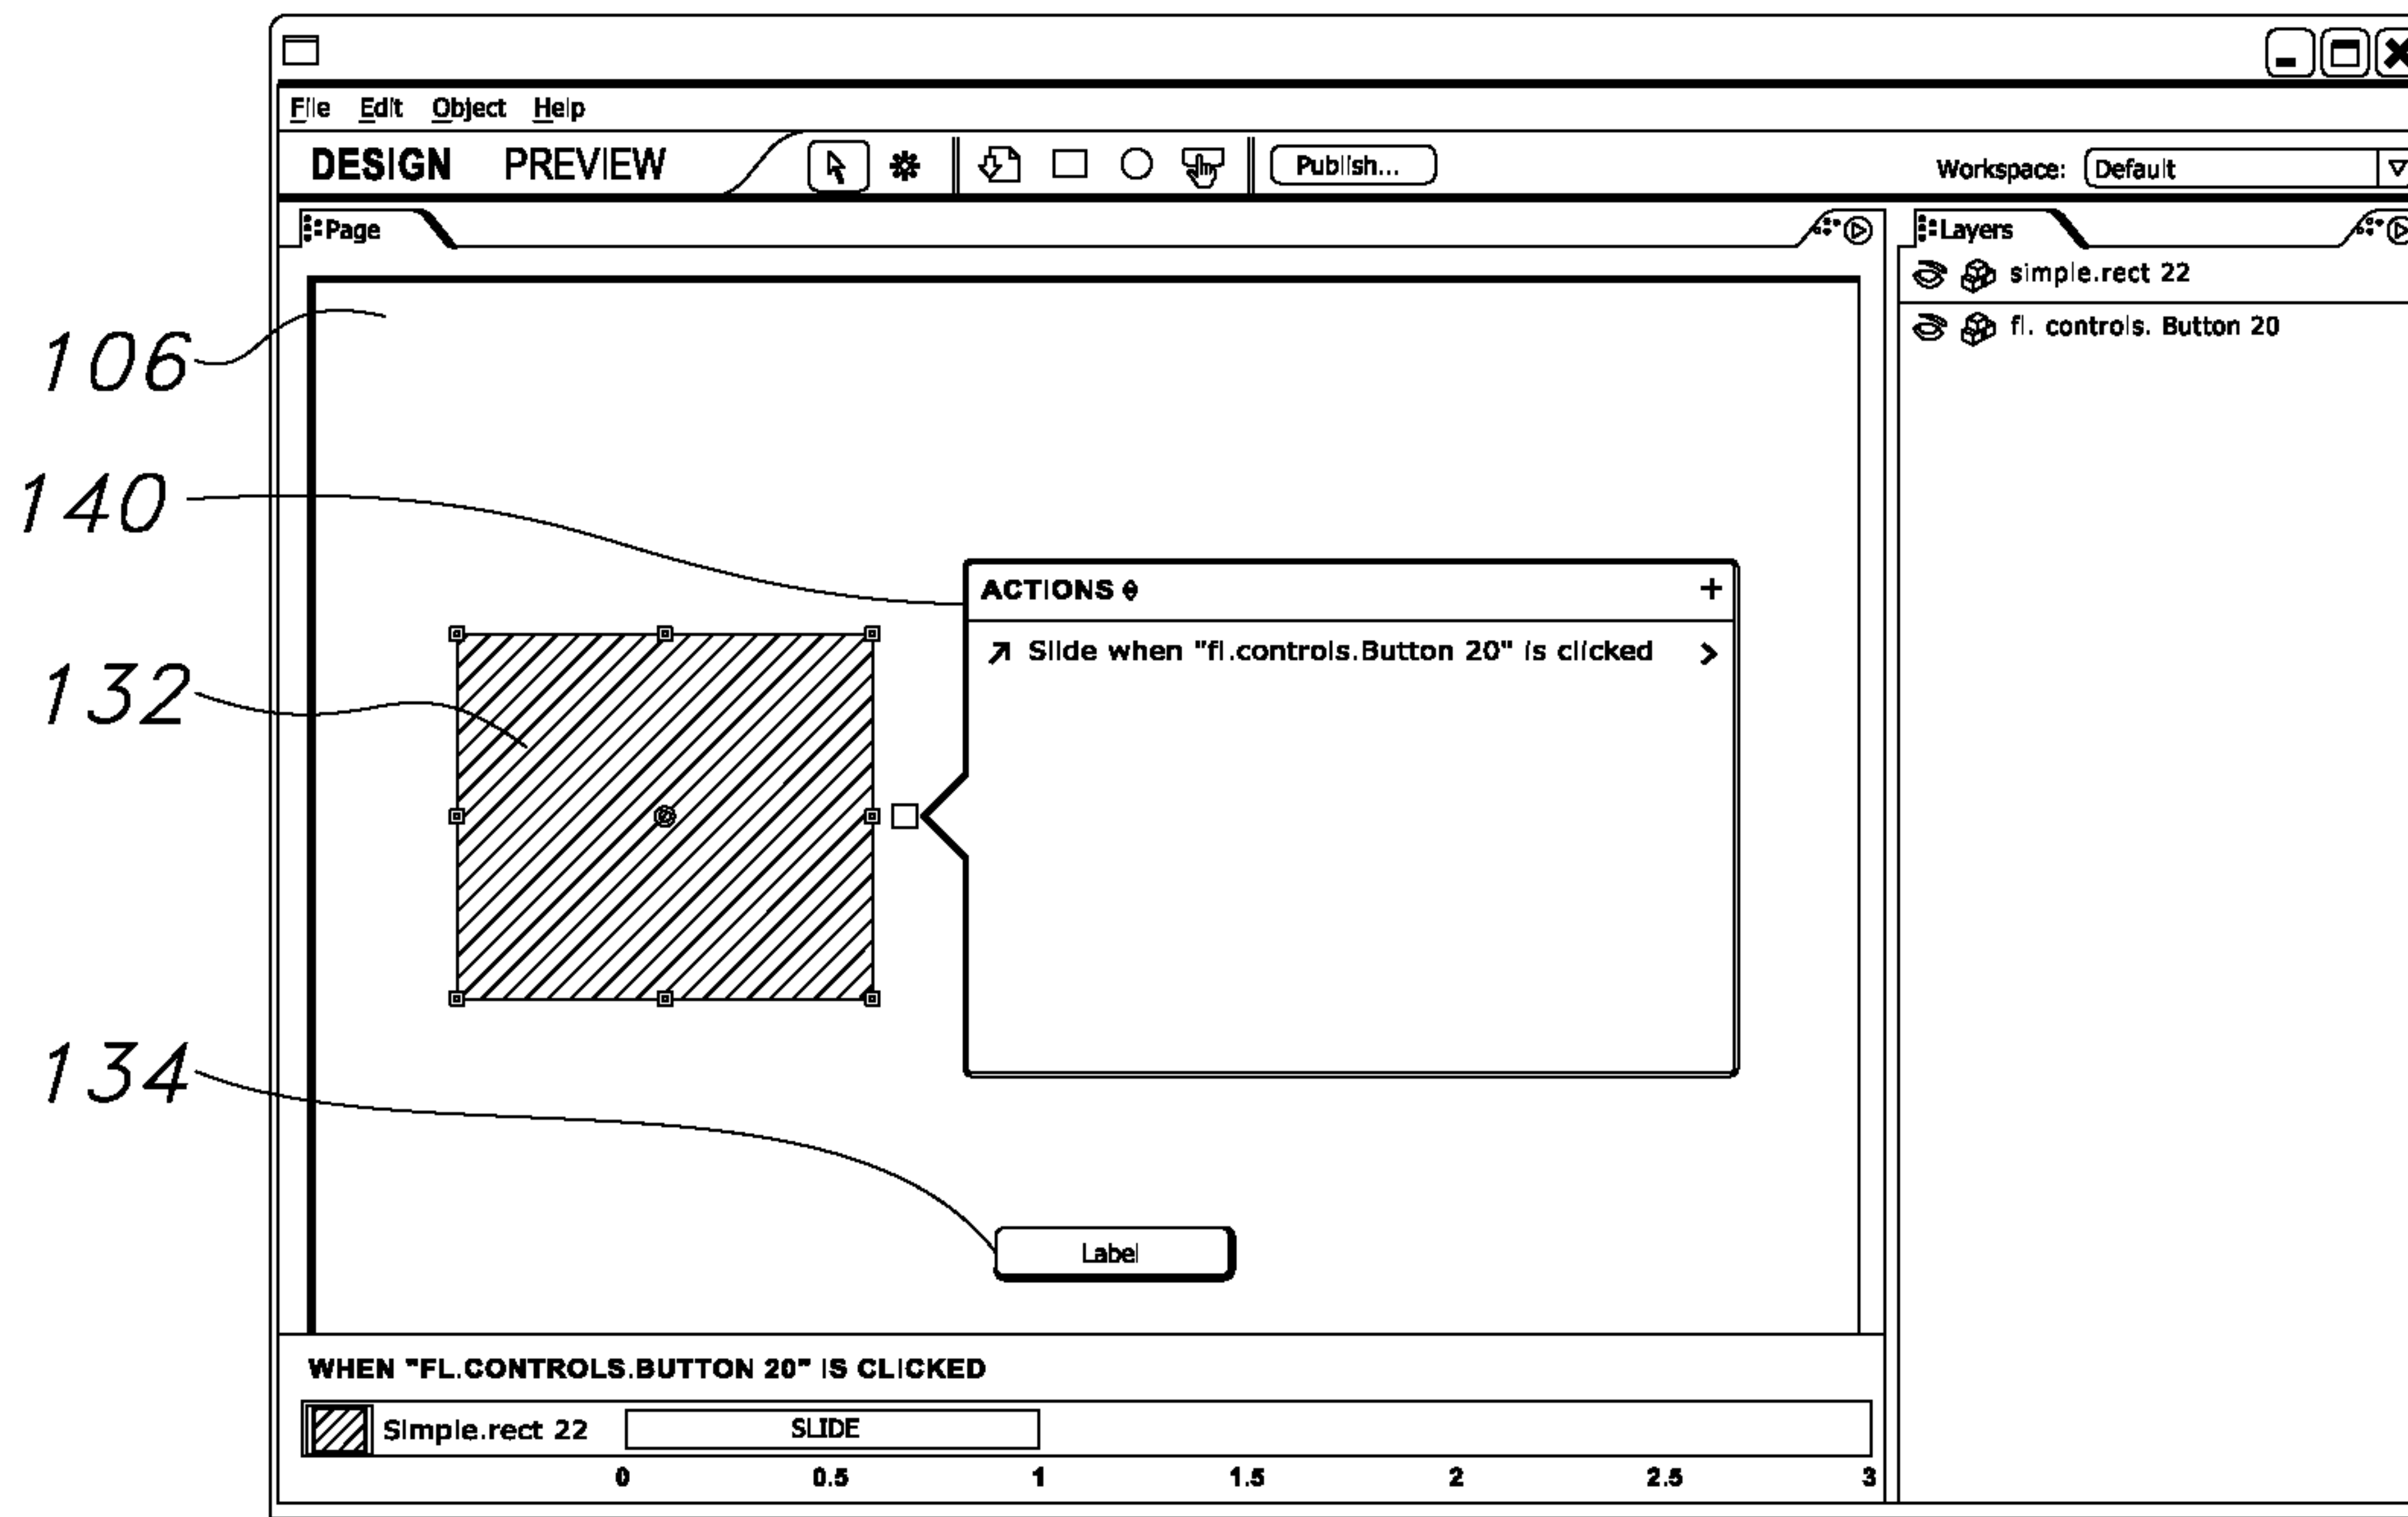 File Edit Object Help
DESIGN PREVIEW Publish... Workspace: Default
Page Layers
simple.rect 22
fl. controls. Button 20
106
140
ACTIONS +
Slide when "fl.controls.Button 20" is clicked >
132
134
Label
WHEN "FL.CONTROLS.BUTTON 20" IS CLICKED
Simple.rect 22 SLIDE
0 0.5 1 1.5 2 2.5 3